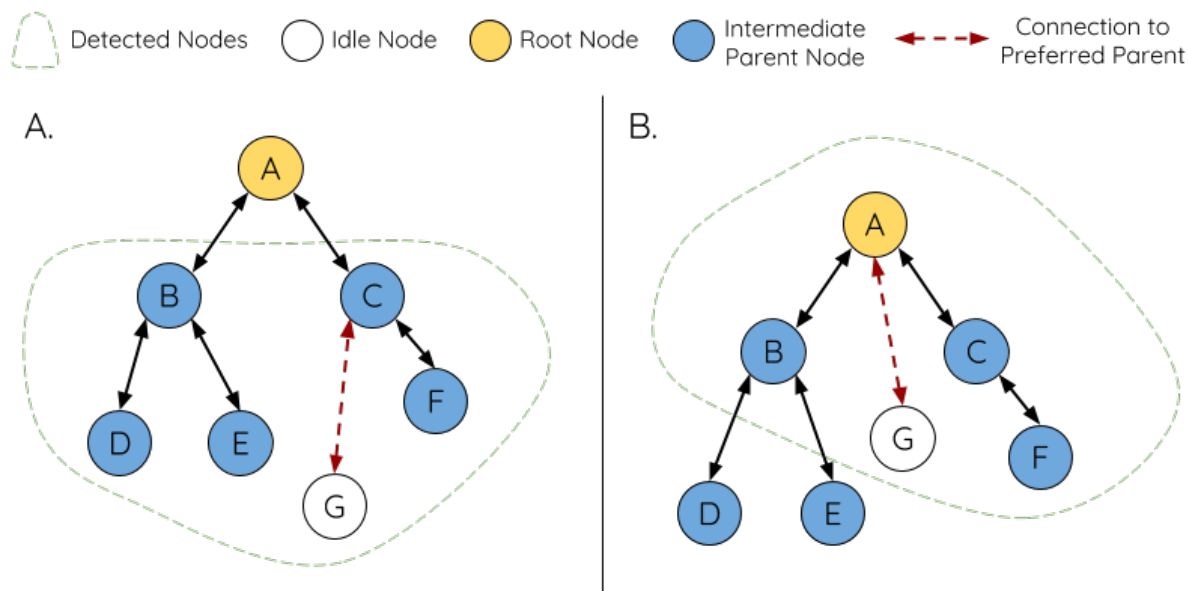 Detected Nodes
Idle Node
Root Node
Intermediate
Parent Node
Connection to
Preferred Parent
A.
A
B
C
D
E
F
G
B.
A
B
C
G
F
D
E